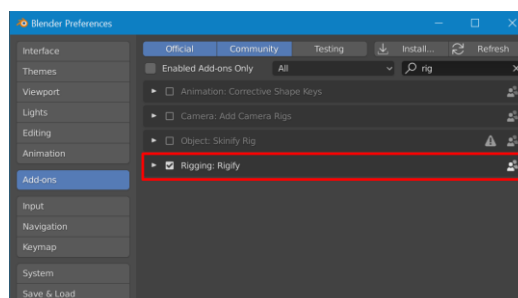 Blender Preferences
Interface
Themes
Viewport
Lights
Editing
Animation
Add-ons
Input
Navigation
Keymap
System
Save & Load
Official Community Testing Install... Refresh
Enabled Add-ons Only All rig
Animation: Corrective Shape Keys
Camera: Add Camera Rigs
Object: Skinify Rig
Rigging: Rigify